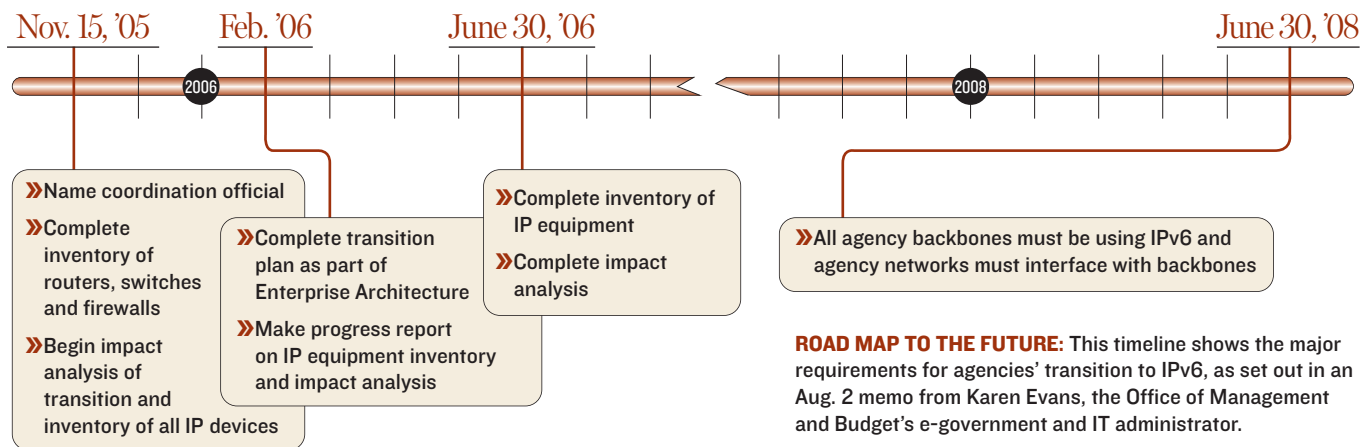 Nov. 15, ’05
Feb. ’06
June 30, ’06
June 30, ’08
2006
2008
»Name coordination official
»Complete
inventory of
routers, switches
and firewalls
»Begin impact
analysis of
transition and
inventory of all IP devices
»Complete transition
plan as part of
Enterprise Architecture
»Make progress report
on IP equipment inventory
and impact analysis
»Complete inventory of
IP equipment
»Complete impact
analysis
»All agency backbones must be using IPv6 and
agency networks must interface with backbones
ROAD MAP TO THE FUTURE: This timeline shows the major
requirements for agencies’ transition to IPv6, as set out in an
Aug. 2 memo from Karen Evans, the Office of Management
and Budget’s e-government and IT administrator.